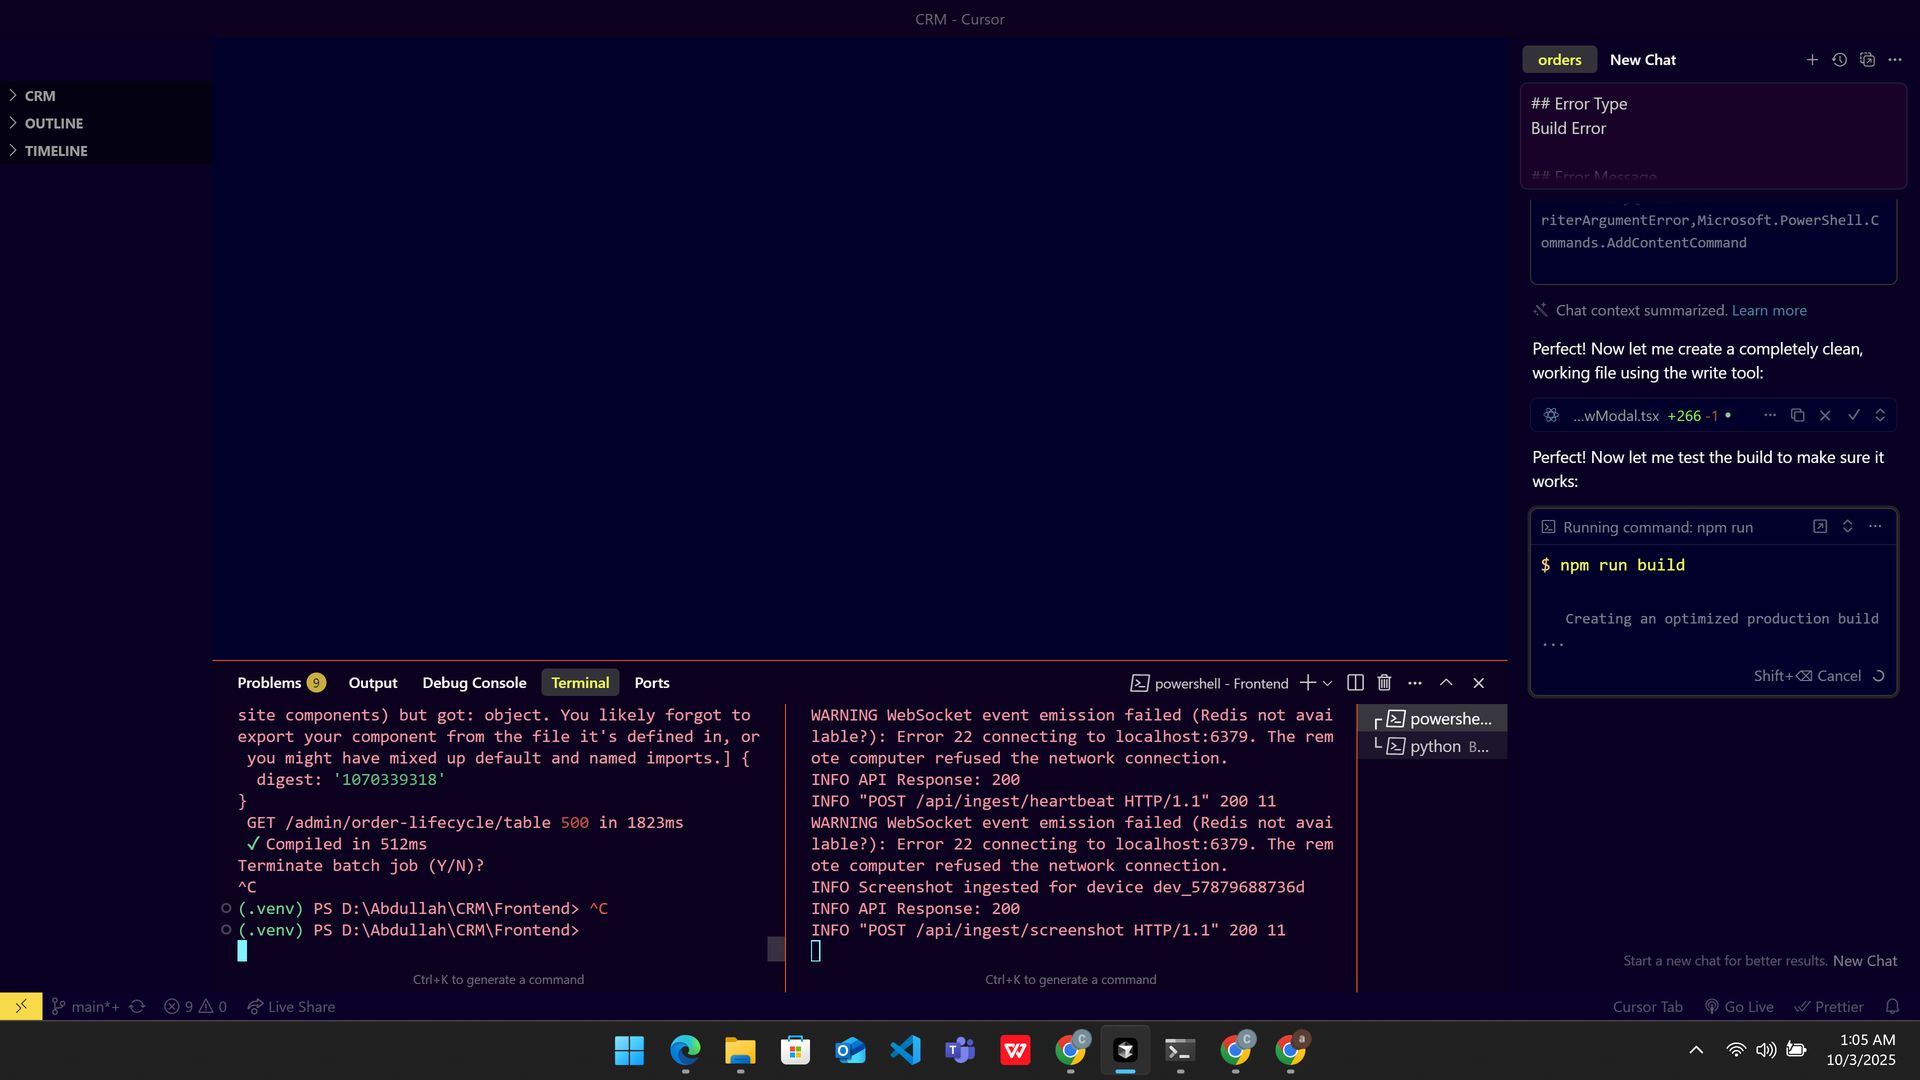 CRM - Cursor
CRM
OUTLINE
TIMELINE
orders
New Chat
## Error Type
Build Error
## Error Message
riterArgumentError,Microsoft.PowerShell.C
ommands.AddContentCommand
Chat context summarized. Learn more
Perfect! Now let me create a completely clean,
working file using the write tool:
...wModal.tsx +266 -1
Perfect! Now let me test the build to make sure it
works:
Running command: npm run
$ npm run build
Creating an optimized production build
...
Shift+⌫ Cancel
Start a new chat for better results. New Chat
Problems 9
Output
Debug Console
Terminal
Ports
powershell - Frontend
site components) but got: object. You likely forgot to
export your component from the file it's defined in, or
you might have mixed up default and named imports.] {
digest: '1070339318'
}
GET /admin/order-lifecycle/table 500 in 1823ms
✓ Compiled in 512ms
Terminate batch job (Y/N)?
^C
(.venv) PS D:\Abdullah\CRM\Frontend> ^C
(.venv) PS D:\Abdullah\CRM\Frontend>
Ctrl+K to generate a command
WARNING WebSocket event emission failed (Redis not avai
lable?): Error 22 connecting to localhost:6379. The rem
ote computer refused the network connection.
INFO API Response: 200
INFO "POST /api/ingest/heartbeat HTTP/1.1" 200 11
WARNING WebSocket event emission failed (Redis not avai
lable?): Error 22 connecting to localhost:6379. The rem
ote computer refused the network connection.
INFO Screenshot ingested for device dev_57879688736d
INFO API Response: 200
INFO "POST /api/ingest/screenshot HTTP/1.1" 200 11
Ctrl+K to generate a command
powershe...
python B...
main*+
9
0
Live Share
Cursor Tab
Go Live
Prettier
1:05 AM
10/3/2025